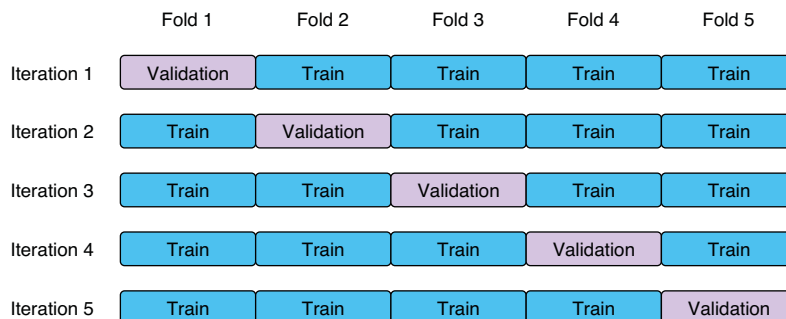 Fold 1 Fold 2 Fold 3 Fold 4 Fold 5
Iteration 1 Validation Train Train Train Train
Iteration 2 Train Validation Train Train Train
Iteration 3 Train Train Validation Train Train
Iteration 4 Train Train Train Validation Train
Iteration 5 Train Train Train Train Validation